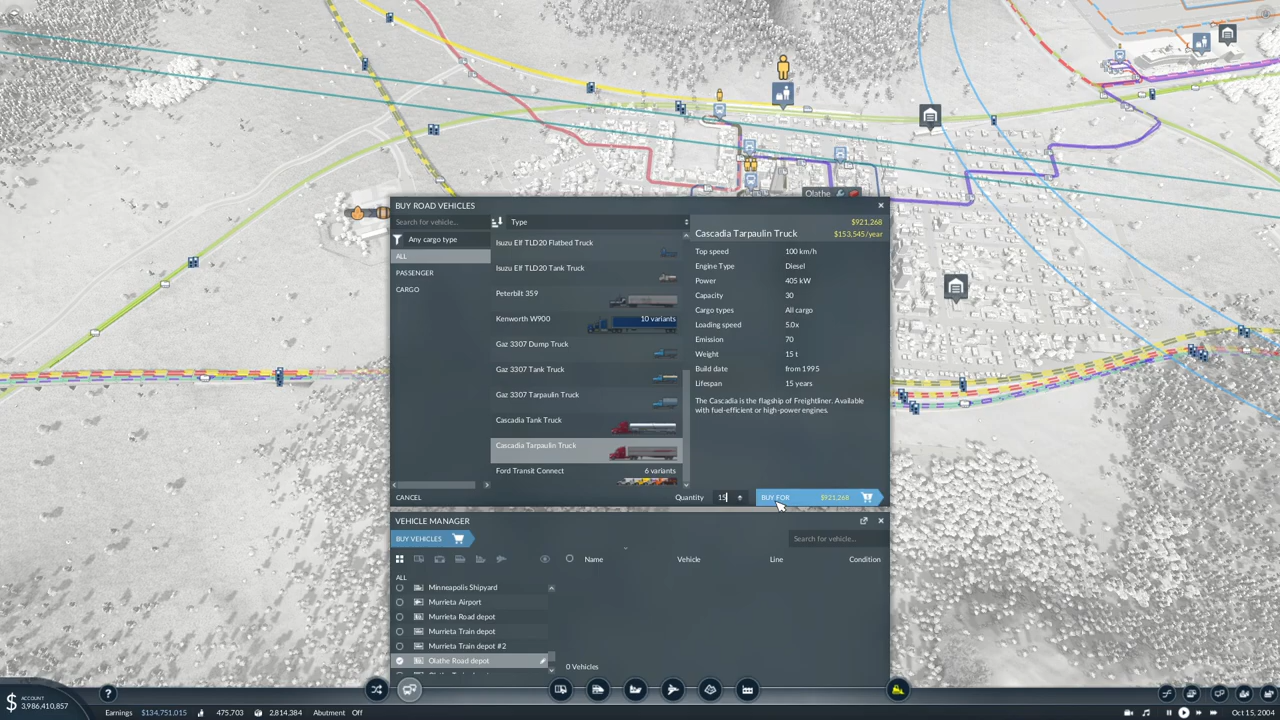 Olathe
BUY ROAD VEHICLES
Search for vehicle...
Type
Any cargo type
ALL
PASSENGER
CARGO
Isuzu Elf TLD20 Flatbed Truck
Isuzu Elf TLD20 Tank Truck
Peterbilt 359
Kenworth W900
10 variants
Gaz 3307 Dump Truck
Gaz 3307 Tank Truck
Gaz 3307 Tarpaulin Truck
Cascadia Tank Truck
Cascadia Tarpaulin Truck
Ford Transit Connect
6 variants
$921,268
Cascadia Tarpaulin Truck
$153,545/year
Top speed 100 km/h
Engine Type Diesel
Power 405 kW
Capacity 30
Cargo types All cargo
Loading speed 5.0x
Emission 70
Weight 15 t
Build date from 1995
Lifespan 15 years
The Cascadia is the flagship of Freightliner. Available
with fuel-efficient or high-power engines.
CANCEL
Quantity 15
BUY FOR $921,268
VEHICLE MANAGER
BUY VEHICLES
Search for vehicle...
Name Vehicle Line Condition
ALL
Minneapolis Shipyard
Murrieta Airport
Murrieta Road depot
Murrieta Train depot
Murrieta Train depot #2
Olathe Road depot
0 Vehicles
$ ACCOUNT
3,986,410,857
?
Earnings $134,751,015 475,703 2,814,384 Abutment Off
Oct 15, 2004